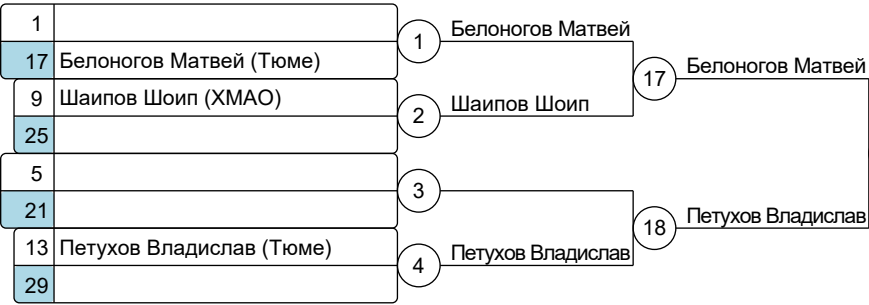 1
17 Белоногов Матвей (Тюме)
9 Шаипов Шоип (ХМАО)
25
5
21
13 Петухов Владислав (Тюме)
29
1 Белоногов Матвей
2 Шаипов Шоип
3
4 Петухов Владислав
17 Белоногов Матвей
18 Петухов Владислав